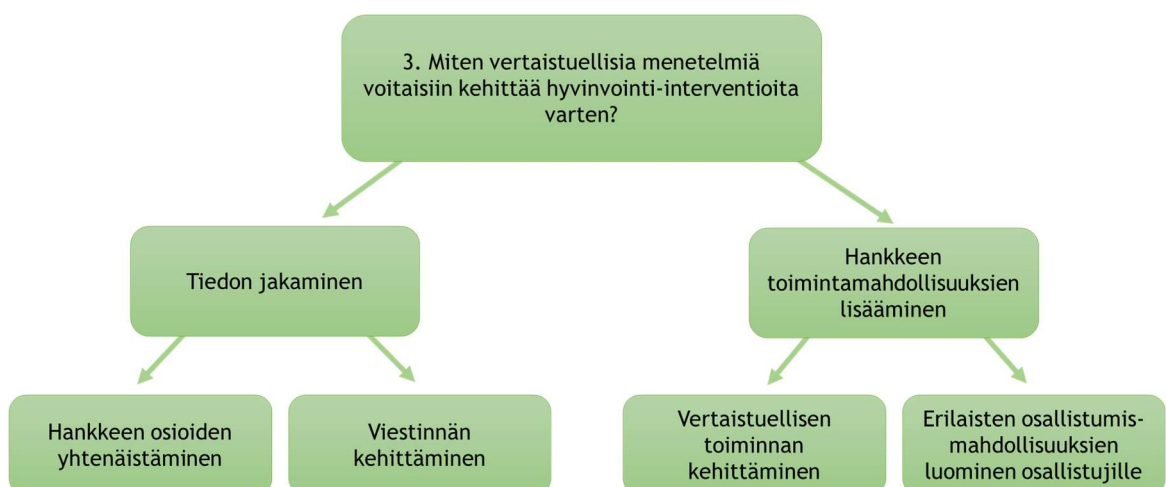 3. Miten vertaistuellisia menetelmiä
voitaisiin kehittää hyvinvointi-interventioita
varten?
Tiedon jakaminen
Hankkeen
toimintamahdollisuuksien
lisääminen
Hankkeen osioiden
yhtenäistäminen
Viestinnän
kehittäminen
Vertaistuellisen
toiminnan
kehittäminen
Erilaisten osallistumis-
mahdollisuuksien
luominen osallistujille